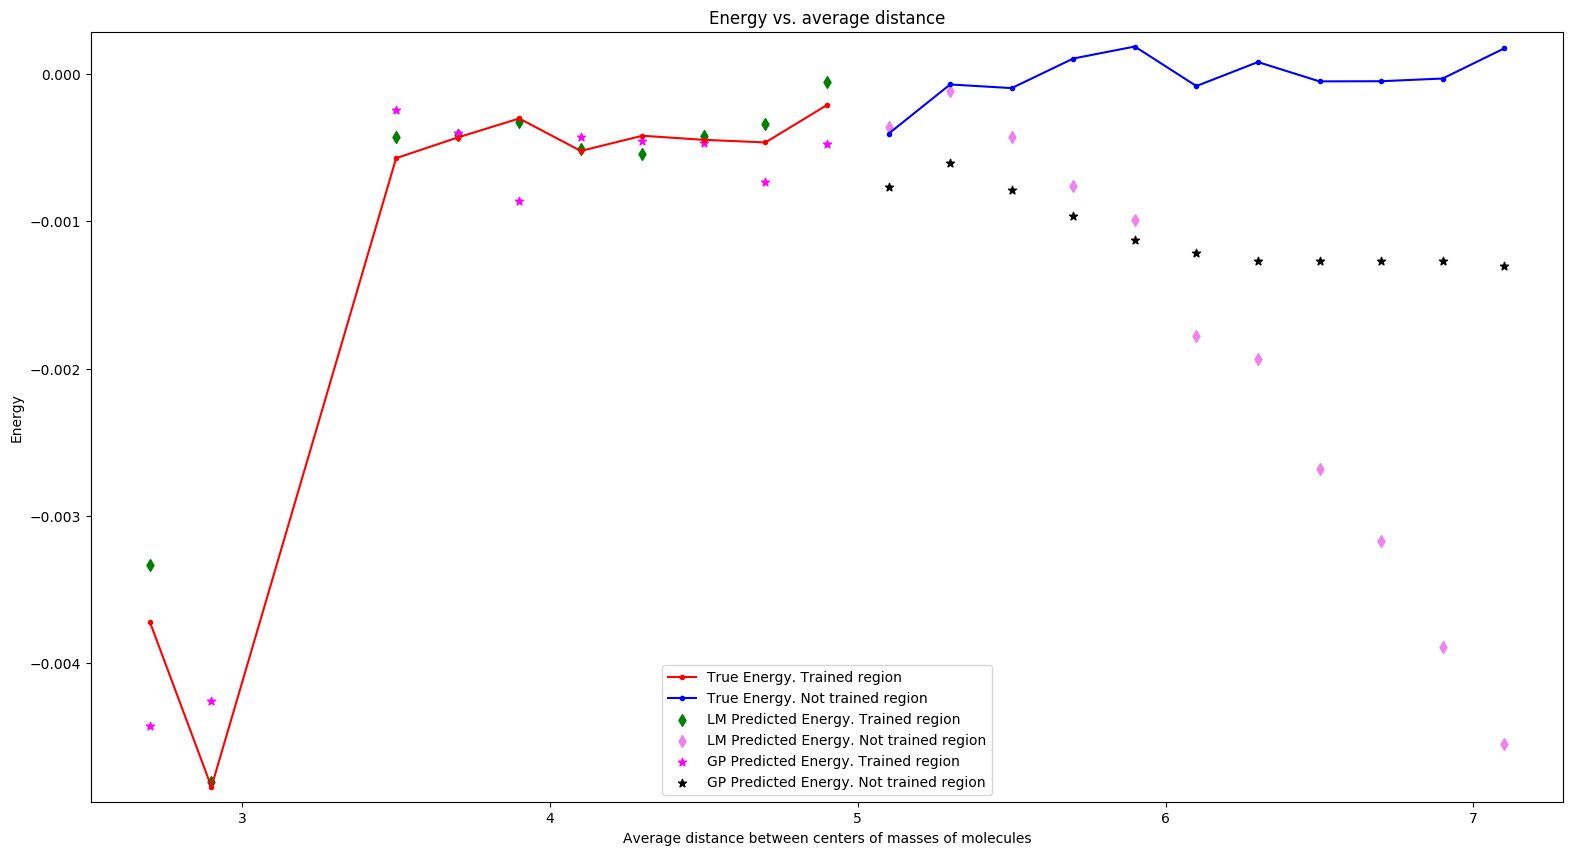 Energy vs. average distance
0.000
−0.001
−0.002
−0.003
−0.004
Energy
True Energy. Trained region
True Energy. Not trained region
LM Predicted Energy. Trained region
LM Predicted Energy. Not trained region
GP Predicted Energy. Trained region
GP Predicted Energy. Not trained region
3 4 5 6 7
Average distance between centers of masses of molecules